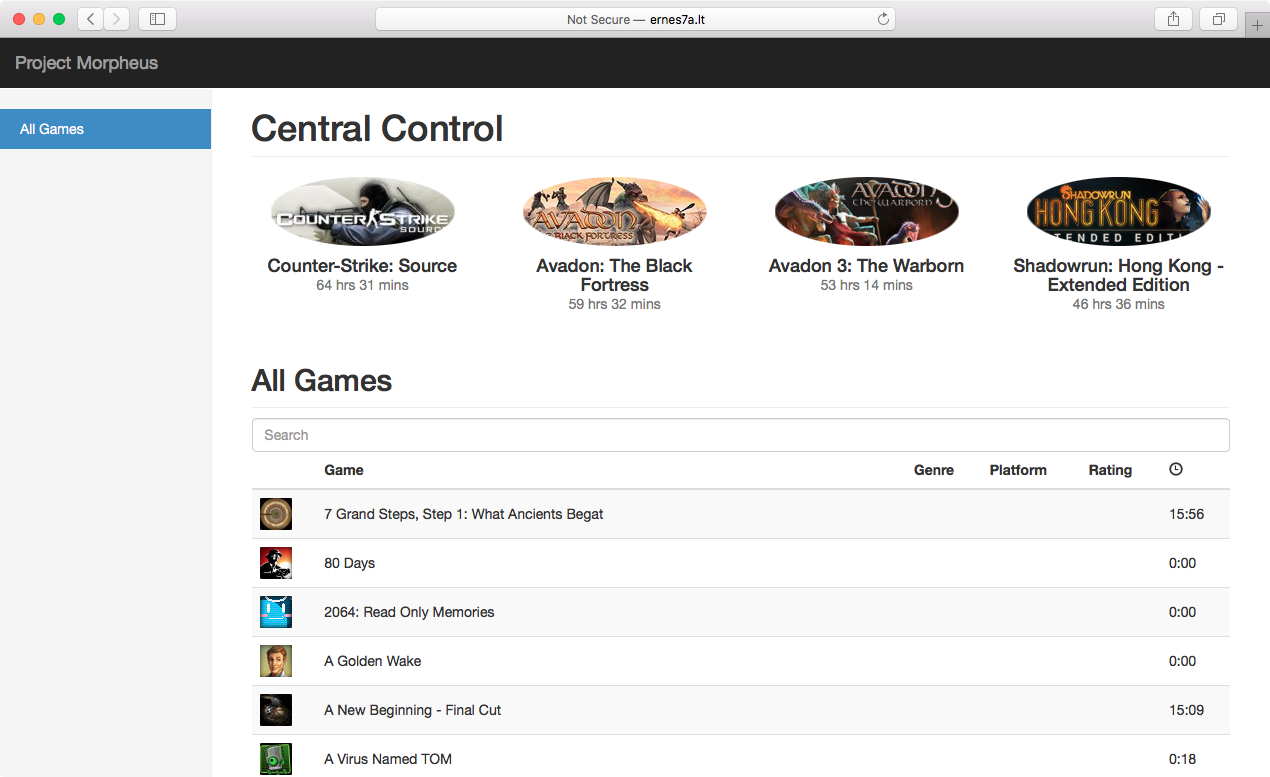 Not Secure — ernes7a.lt
Project Morpheus
All Games
Central Control
COUNTER STRIKE
SOURCE
AVADON
BLACK FORTRESS
AVADON
THE WARBORN
SHADOWRUN
HONG KONG
Counter-Strike: Source
64 hrs 31 mins
Avadon: The Black
Fortress
59 hrs 32 mins
Avadon 3: The Warborn
53 hrs 14 mins
Shadowrun: Hong Kong -
Extended Edition
46 hrs 36 mins
All Games
Search
Game Genre Platform Rating
7 Grand Steps, Step 1: What Ancients Begat 15:56
80 Days 0:00
2064: Read Only Memories 0:00
A Golden Wake 0:00
A New Beginning - Final Cut 15:09
A Virus Named TOM 0:18